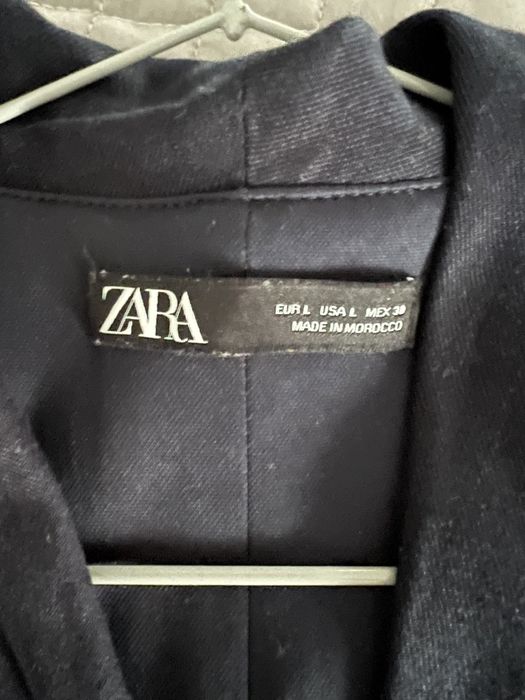 ZARA
EUR L USA L MEX 30
MADE IN MOROCCO